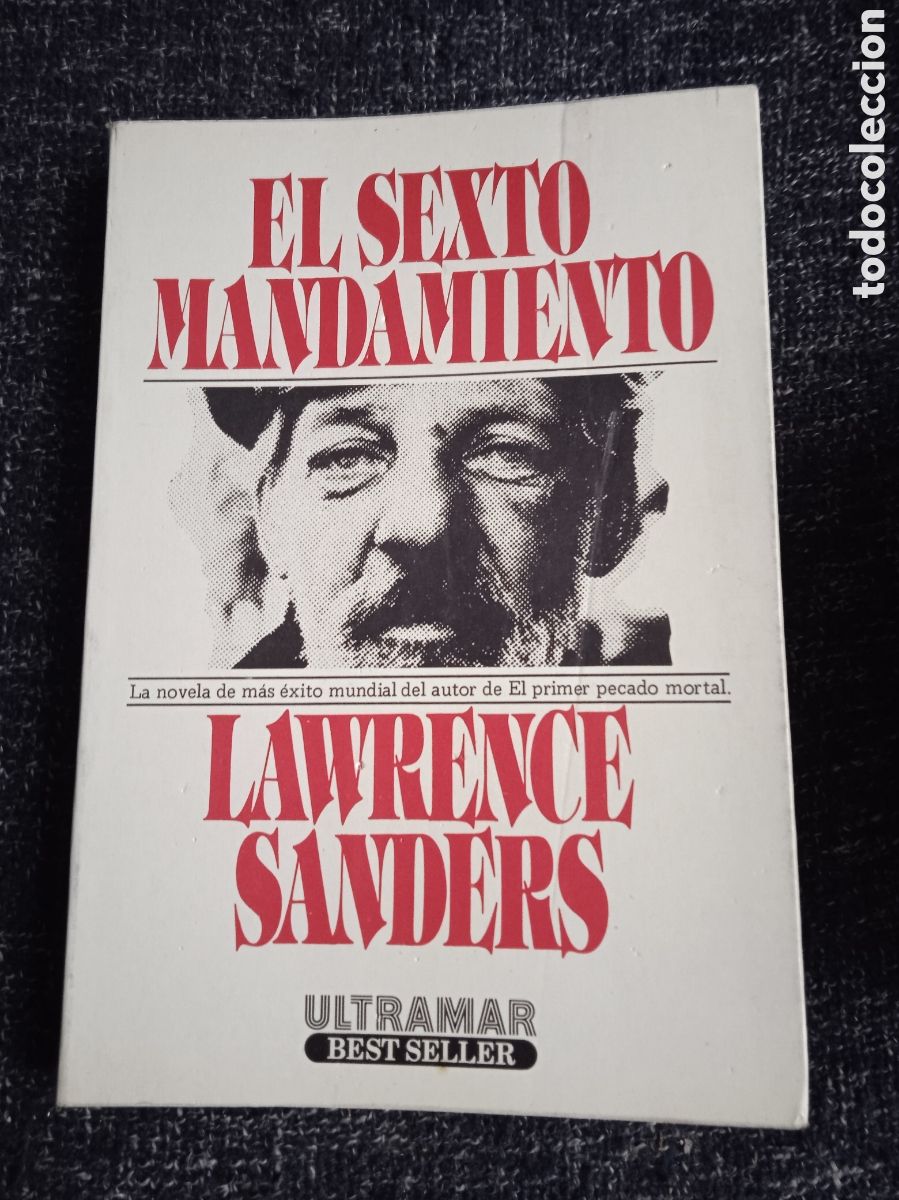 EL SEXTO
MANDAMIENTO
La novela de más éxito mundial del autor de El primer pecado mortal.
LAWRENCE
SANDERS
ULTRAMAR
BEST SELLER
todocoleccion